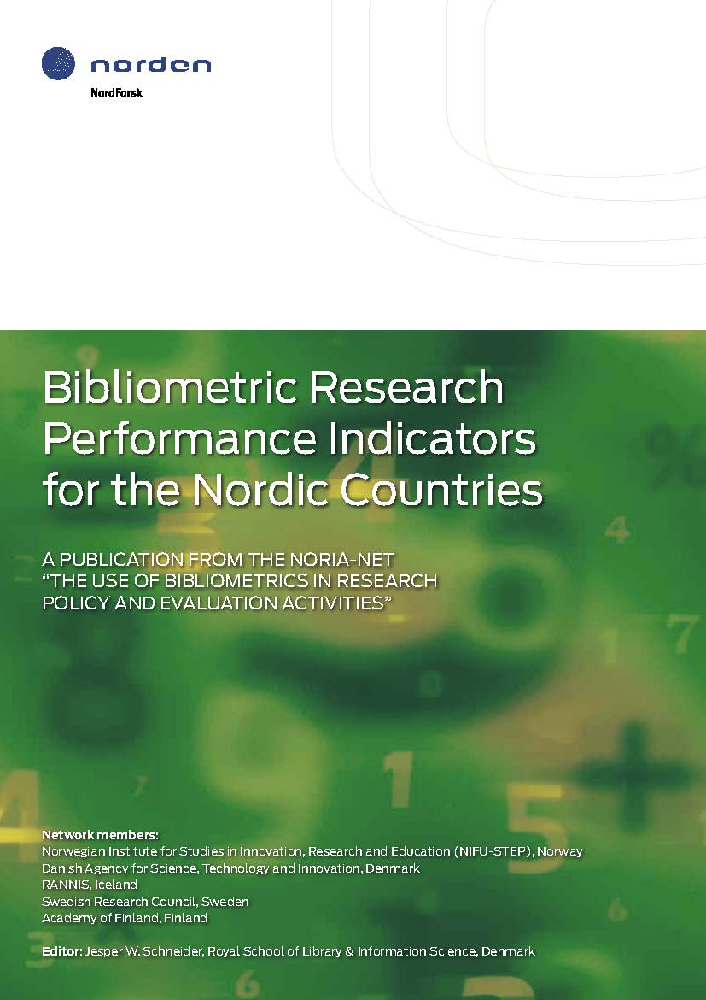 norden
NordForsk
Bibliometric Research
Performance Indicators
for the Nordic Countries
A PUBLICATION FROM THE NORIA-NET
“THE USE OF BIBLIOMETRICS IN RESEARCH
POLICY AND EVALUATION ACTIVITIES”
Network members:
Norwegian Institute for Studies in Innovation, Research and Education (NIFU-STEP), Norway
Danish Agency for Science, Technology and Innovation, Denmark
RANNIS, Iceland
Swedish Research Council, Sweden
Academy of Finland, Finland
Editor: Jesper W. Schneider, Royal School of Library & Information Science, Denmark